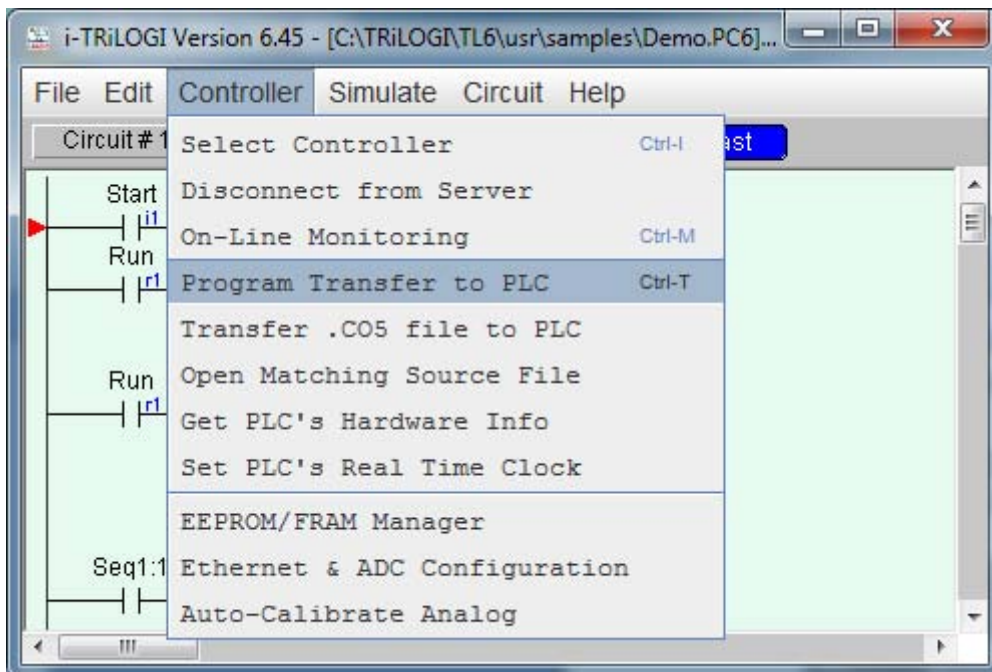 i-TRiLOGI Version 6.45 - [C:\TRiLOGI\TL6\usr\samples\Demo.PC6]...
File Edit Controller Simulate Circuit Help
Circuit # 1
Select Controller Ctrl-I
Disconnect from Server
On-Line Monitoring Ctrl-M
Program Transfer to PLC Ctrl-T
Transfer .CO5 file to PLC
Open Matching Source File
Get PLC's Hardware Info
Set PLC's Real Time Clock
EEPROM/FRAM Manager
Ethernet & ADC Configuration
Auto-Calibrate Analog
Start
i1
Run
r1
Run
r1
Seq1:1